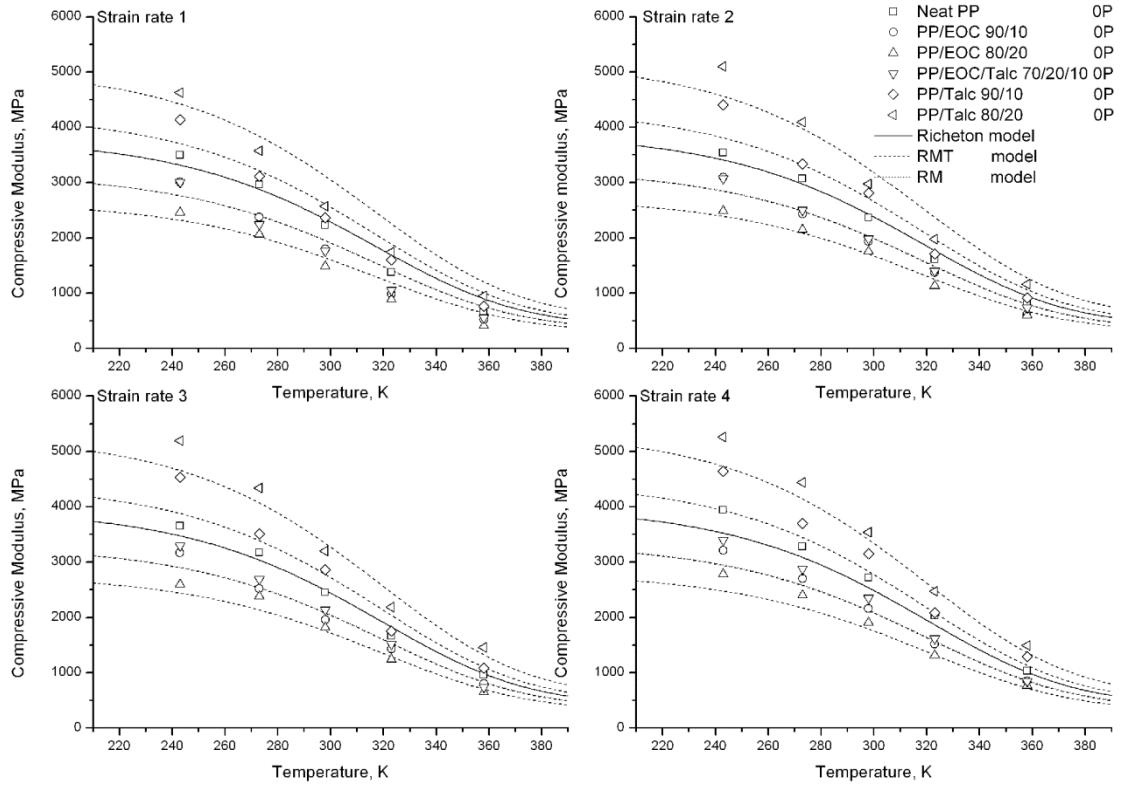 Strain rate 1
6000
5000
4000
3000
2000
1000
0
Compressive Modulus, MPa
220 240 260 280 300 320 340 360 380
Temperature, K
Strain rate 2
6000
5000
4000
3000
2000
1000
0
Compressive modulus, MPa
220 240 260 280 300 320 340 360 380
Temperature, K
Neat PP 0P
PP/EOC 90/10 0P
PP/EOC 80/20 0P
PP/EOC/Talc 70/20/10 0P
PP/Talc 90/10 0P
PP/Talc 80/20 0P
Richeton model
RMT model
RM model
Strain rate 3
6000
5000
4000
3000
2000
1000
0
Compressive Modulus, MPa
220 240 260 280 300 320 340 360 380
Temperature, K
Strain rate 4
6000
5000
4000
3000
2000
1000
0
Compressive Modulus, MPa
220 240 260 280 300 320 340 360 380
Temperature, K